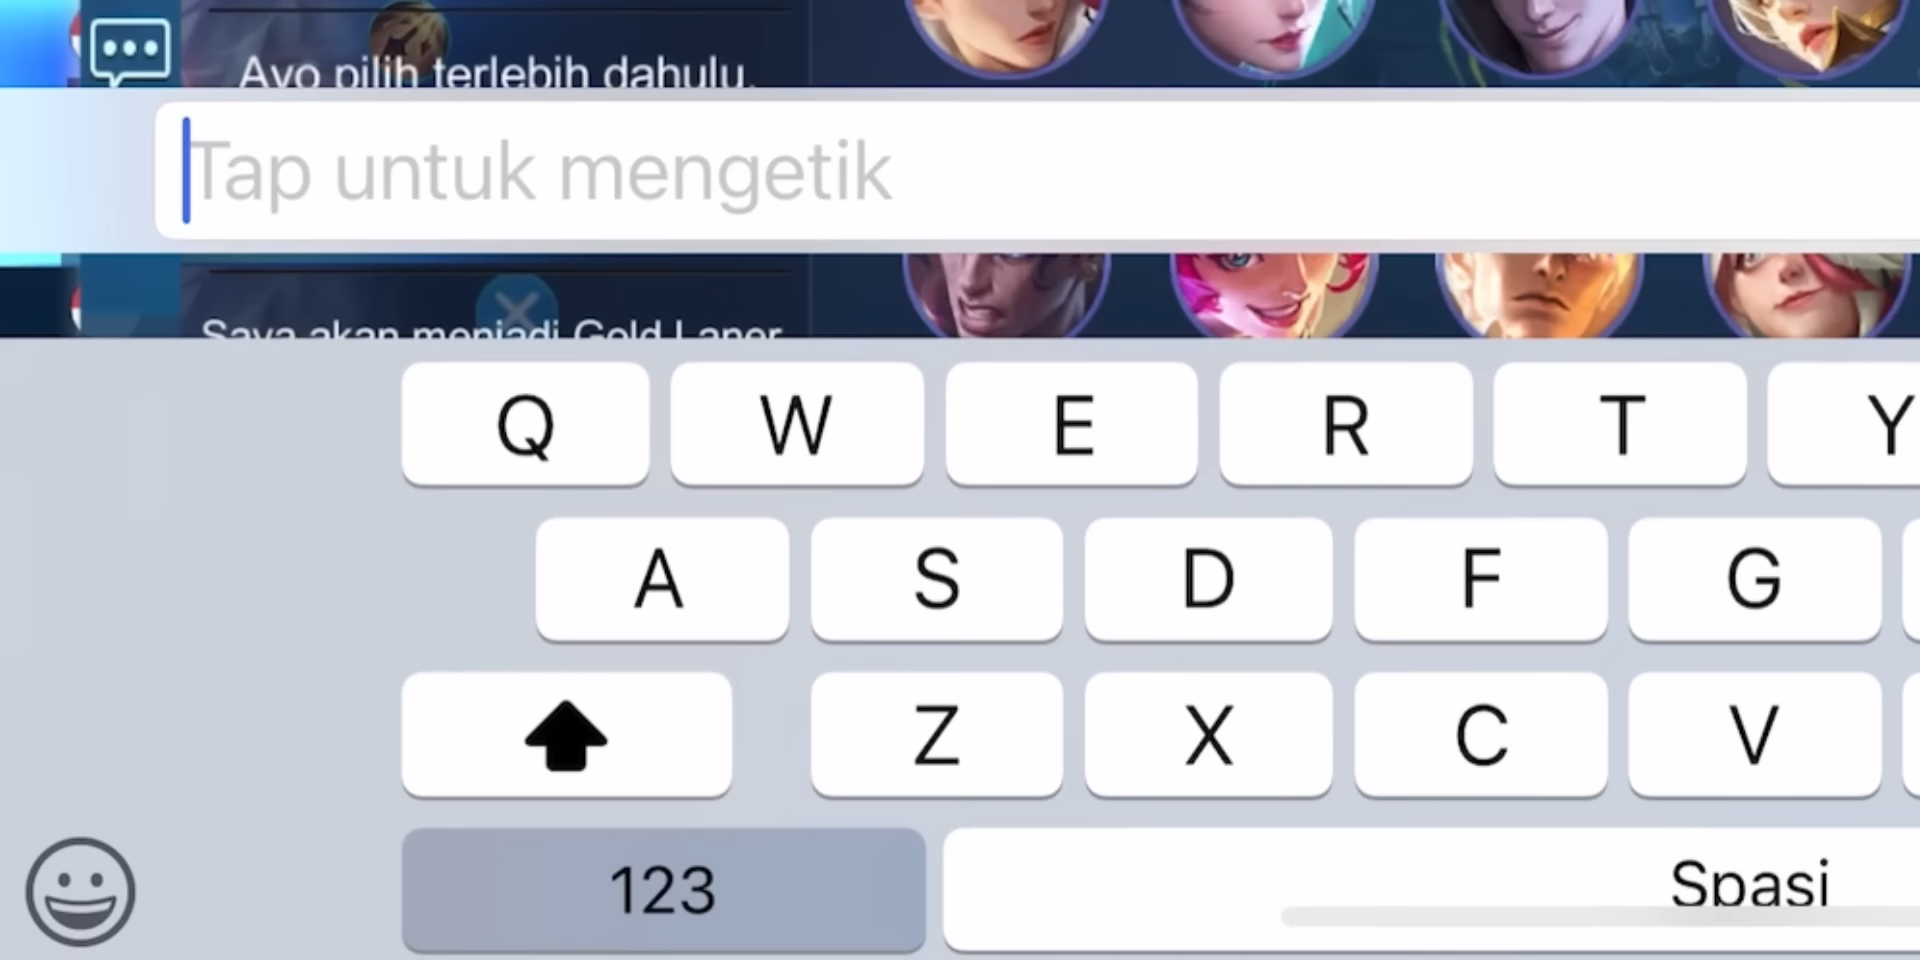 Ayo pilih terlebih dahulu.
Tap untuk mengetik
Saya akan menjadi Gold Laner
Q W E R T Y
A S D F G
Z X C V
123 Spasi